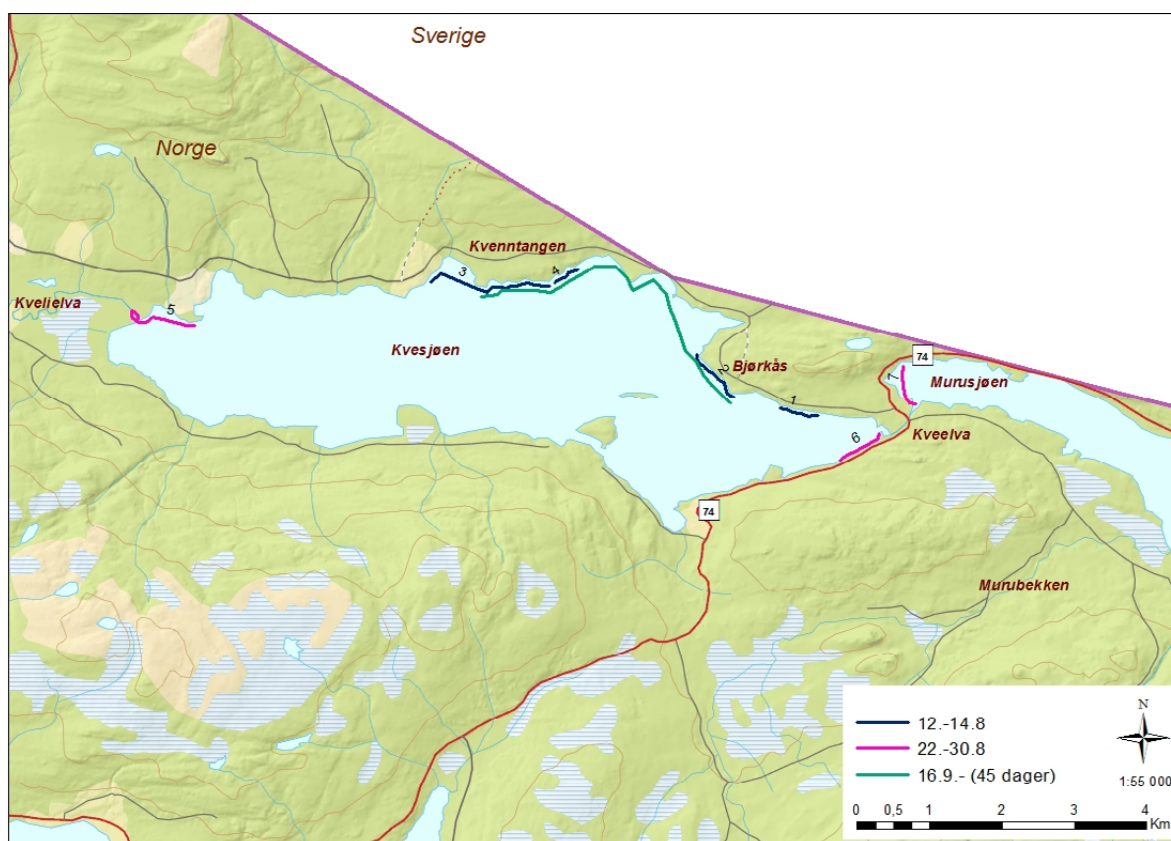 Sverige
Norge
Kvenntangen
3
4
Kvelielva
5
Kvesjøen
2
Bjørkås
74
7
Murusjøen
1
6
Kveelva
74
Murubekken
12.-14.8
22.-30.8
16.9.- (45 dager)
N
1:55 000
0 0,5 1 2 3 4
Km